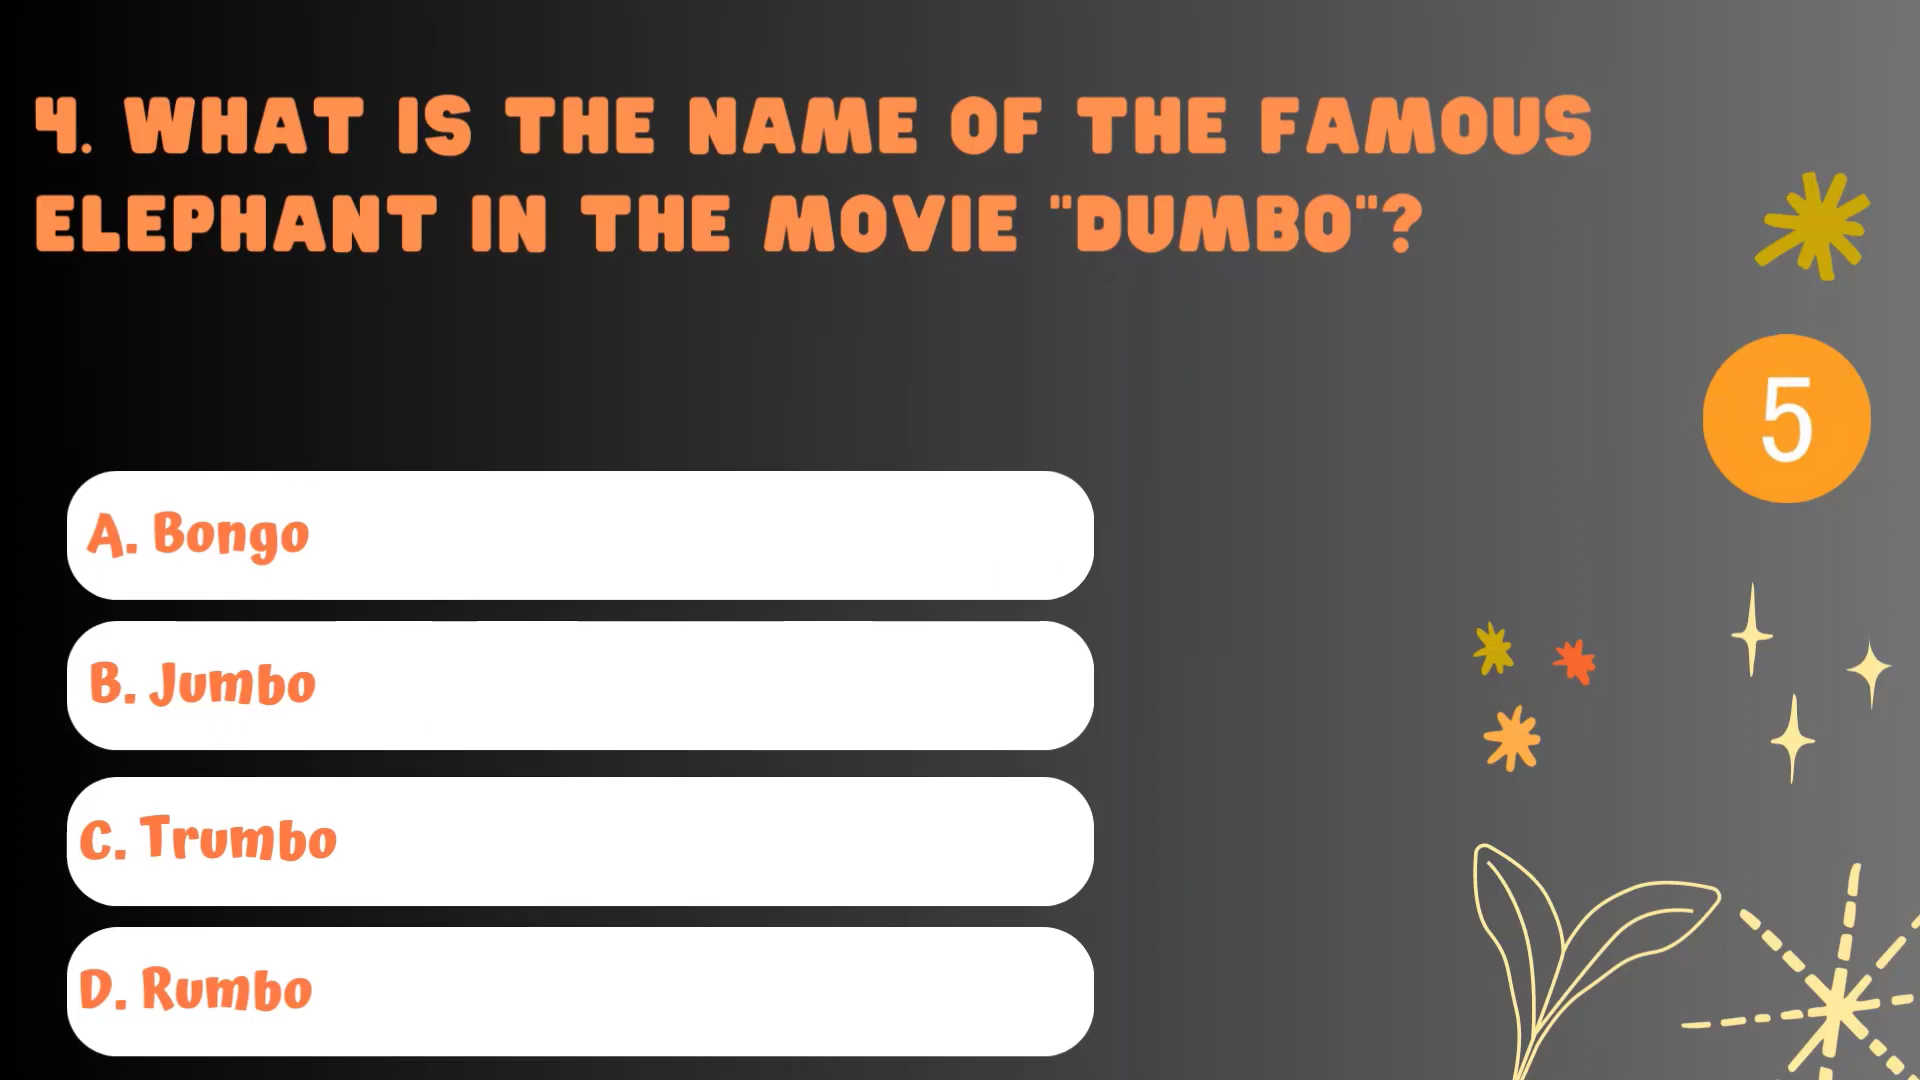 4. WHAT IS THE NAME OF THE FAMOUS
ELEPHANT IN THE MOVIE "DUMBO"?
5
A. Bongo
B. Jumbo
C. Trumbo
D. Rumbo